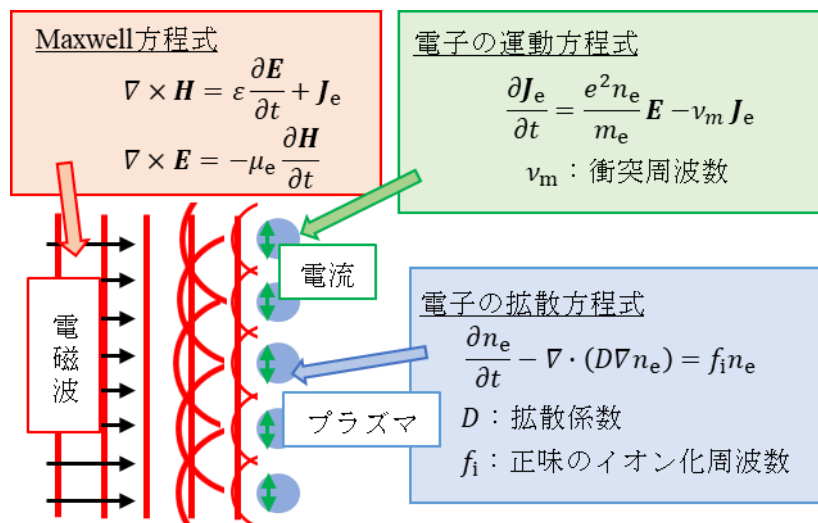 Maxwell方程式
∇ × H = ε ∂E/∂t + Jₑ
∇ × E = −μₑ ∂H/∂t
電子の運動方程式
∂Jₑ/∂t = e²nₑ/mₑ E − νₘ Jₑ
νₘ：衝突周波数
電流
電磁波
プラズマ
電子の拡散方程式
∂nₑ/∂t − ∇ · (D∇nₑ) = fᵢnₑ
D：拡散係数
fᵢ：正味のイオン化周波数